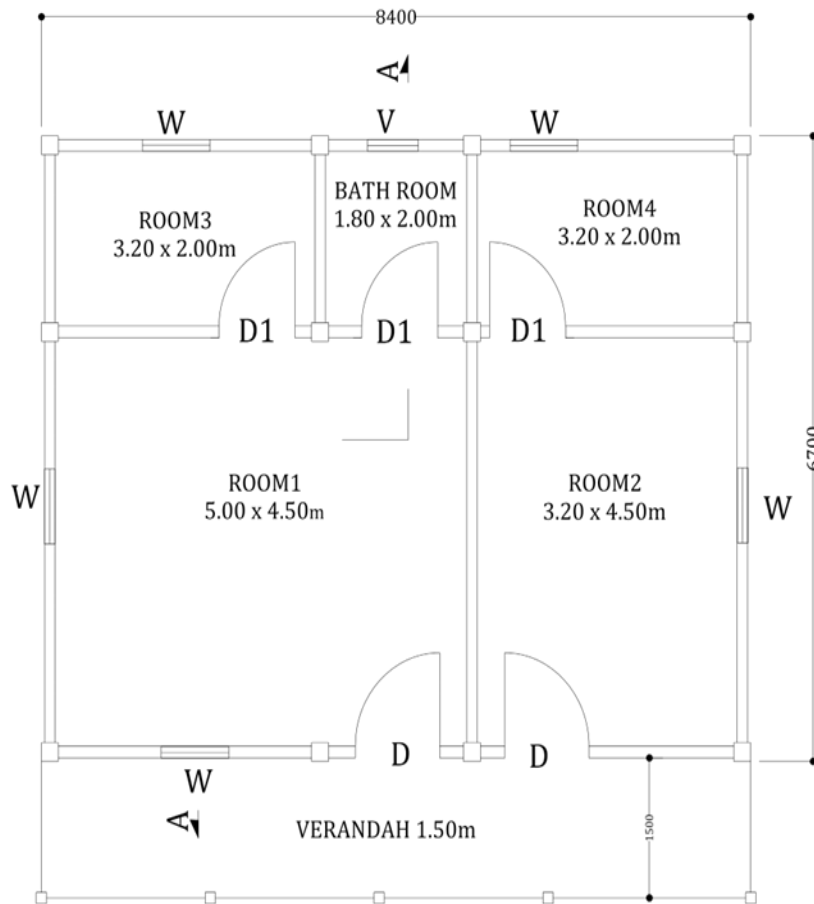 8400
A
W
V
W
BATH ROOM
1.80 x 2.00m
ROOM3
3.20 x 2.00m
ROOM4
3.20 x 2.00m
D1
D1
D1
6700
W
ROOM1
5.00 x 4.50m
ROOM2
3.20 x 4.50m
W
D
D
W
A
VERANDAH 1.50m
1500